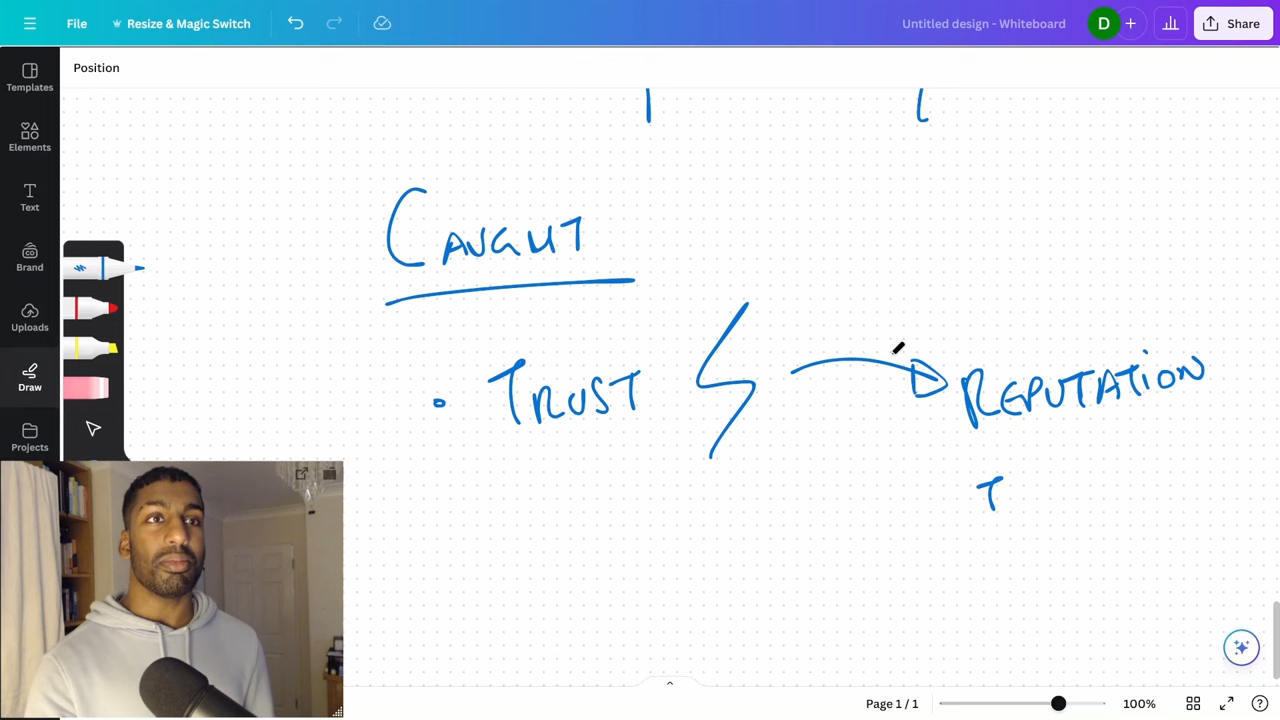 File
Resize & Magic Switch
Untitled design - Whiteboard
D
Share
Templates
Elements
Text
Brand
Uploads
Draw
Projects
Position
CAUGHT
TRUST
REPUTATION
T
Page 1 / 1
100%